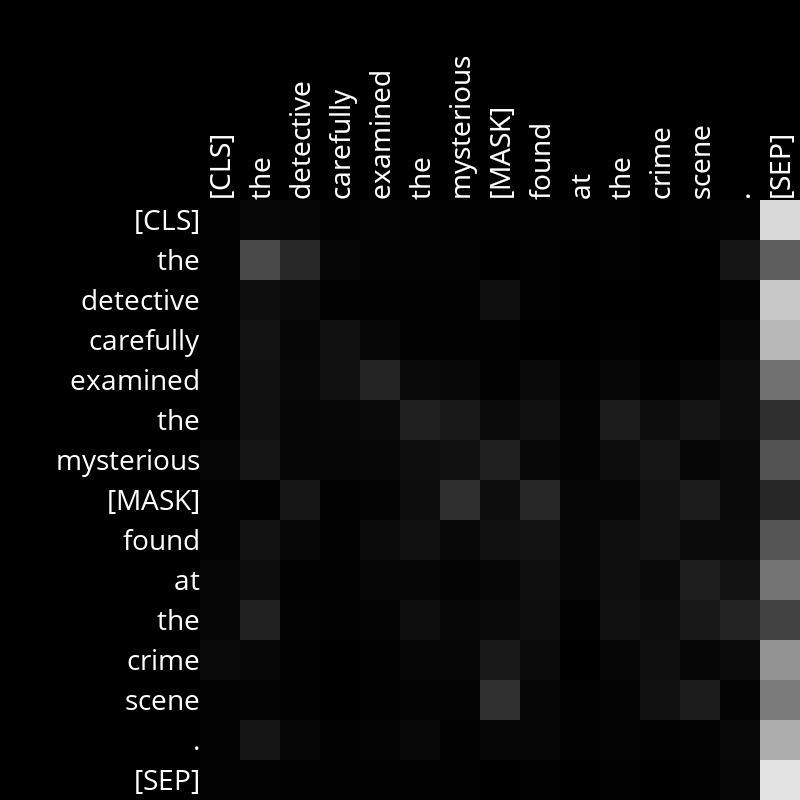 [CLS] the detective carefully examined the mysterious [MASK] found at the crime scene . [SEP]
[CLS]
the
detective
carefully
examined
the
mysterious
[MASK]
found
at
the
crime
scene
.
[SEP]